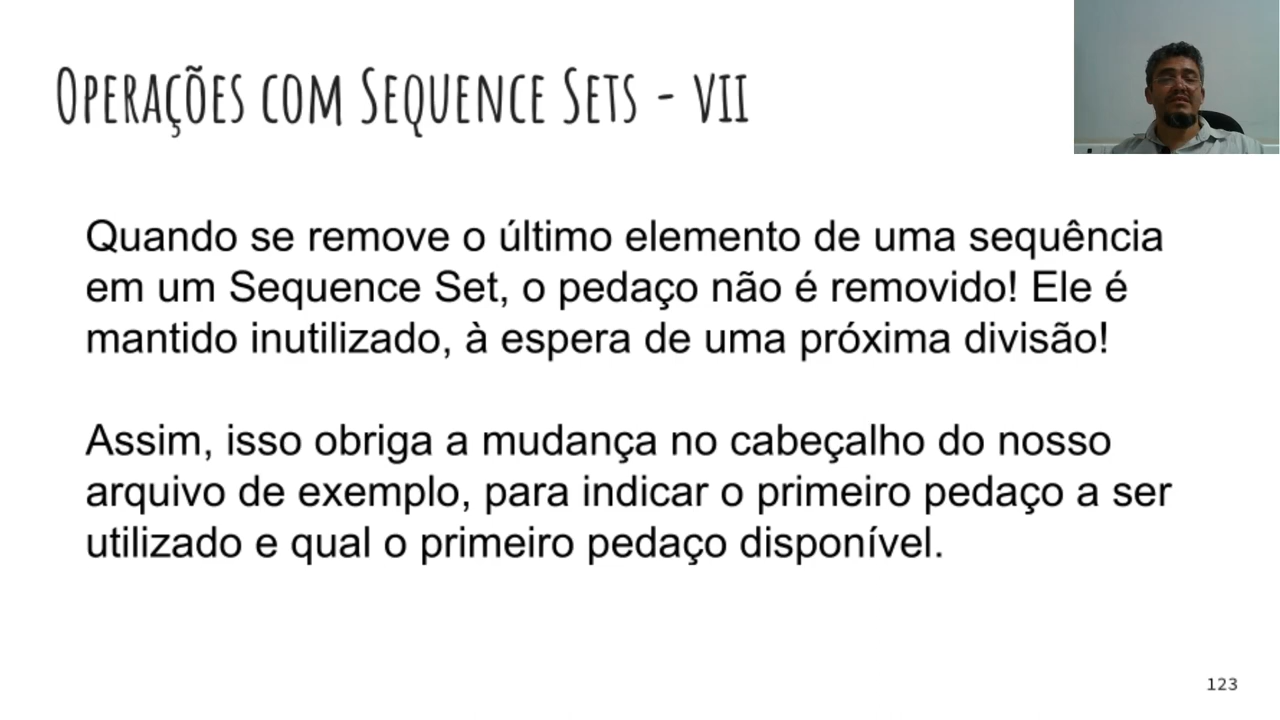 Operações com Sequence Sets - VII
Quando se remove o último elemento de uma sequência
em um Sequence Set, o pedaço não é removido! Ele é
mantido inutilizado, à espera de uma próxima divisão!
Assim, isso obriga a mudança no cabeçalho do nosso
arquivo de exemplo, para indicar o primeiro pedaço a ser
utilizado e qual o primeiro pedaço disponível.
123